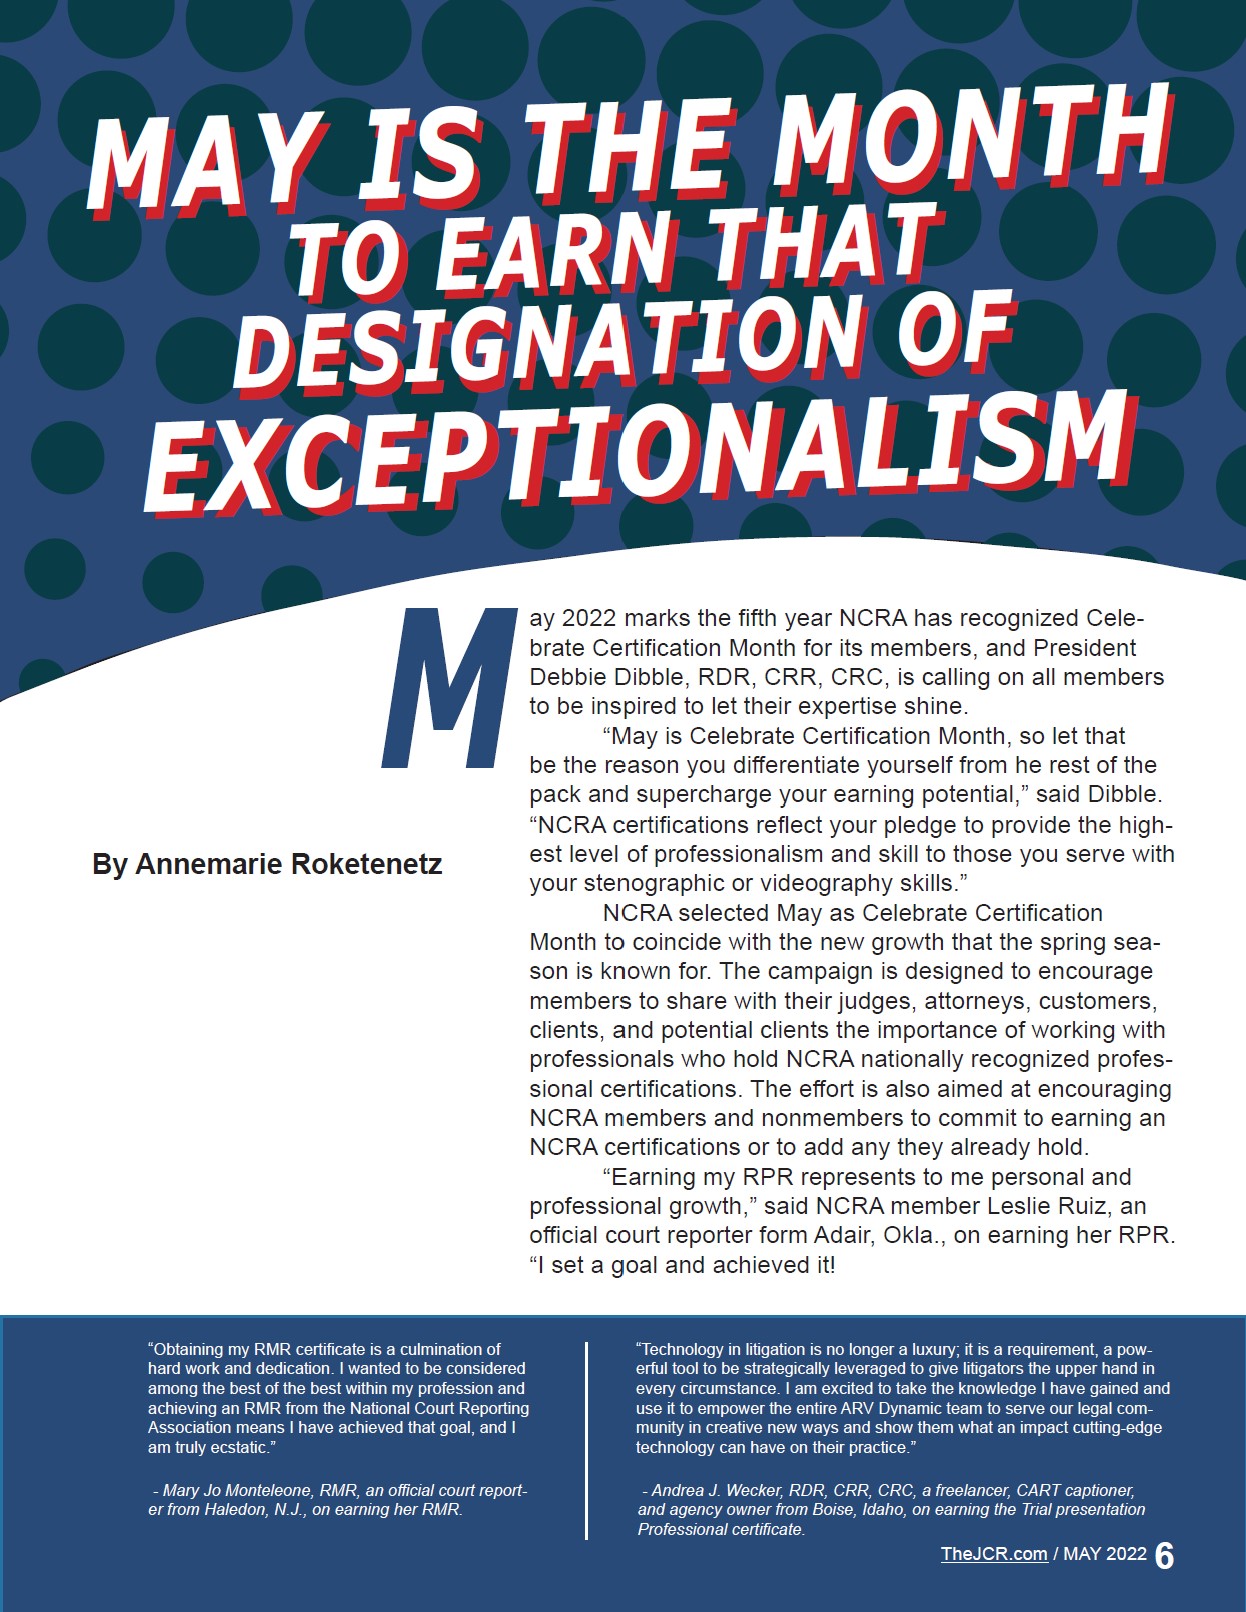 MAY IS THE MONTH
TO EARN THAT
DESIGNATION OF
EXCEPTIONALISM
May 2022 marks the fifth year NCRA has recognized Cele-
brate Certification Month for its members, and President
Debbie Dibble, RDR, CRR, CRC, is calling on all members
to be inspired to let their expertise shine.
“May is Celebrate Certification Month, so let that
be the reason you differentiate yourself from he rest of the
pack and supercharge your earning potential,” said Dibble.
“NCRA certifications reflect your pledge to provide the high-
est level of professionalism and skill to those you serve with
your stenographic or videography skills.”
NCRA selected May as Celebrate Certification
Month to coincide with the new growth that the spring sea-
son is known for. The campaign is designed to encourage
members to share with their judges, attorneys, customers,
clients, and potential clients the importance of working with
professionals who hold NCRA nationally recognized profes-
sional certifications. The effort is also aimed at encouraging
NCRA members and nonmembers to commit to earning an
NCRA certifications or to add any they already hold.
“Earning my RPR represents to me personal and
professional growth,” said NCRA member Leslie Ruiz, an
official court reporter form Adair, Okla., on earning her RPR.
“I set a goal and achieved it!
By Annemarie Roketenetz
“Obtaining my RMR certificate is a culmination of
hard work and dedication. I wanted to be considered
among the best of the best within my profession and
achieving an RMR from the National Court Reporting
Association means I have achieved that goal, and I
am truly ecstatic.”
- Mary Jo Monteleone, RMR, an official court report-
er from Haledon, N.J., on earning her RMR.
“Technology in litigation is no longer a luxury; it is a requirement, a pow-
erful tool to be strategically leveraged to give litigators the upper hand in
every circumstance. I am excited to take the knowledge I have gained and
use it to empower the entire ARV Dynamic team to serve our legal com-
munity in creative new ways and show them what an impact cutting-edge
technology can have on their practice.”
- Andrea J. Wecker, RDR, CRR, CRC, a freelancer, CART captioner,
and agency owner from Boise, Idaho, on earning the Trial presentation
Professional certificate.
TheJCR.com / MAY 2022 6